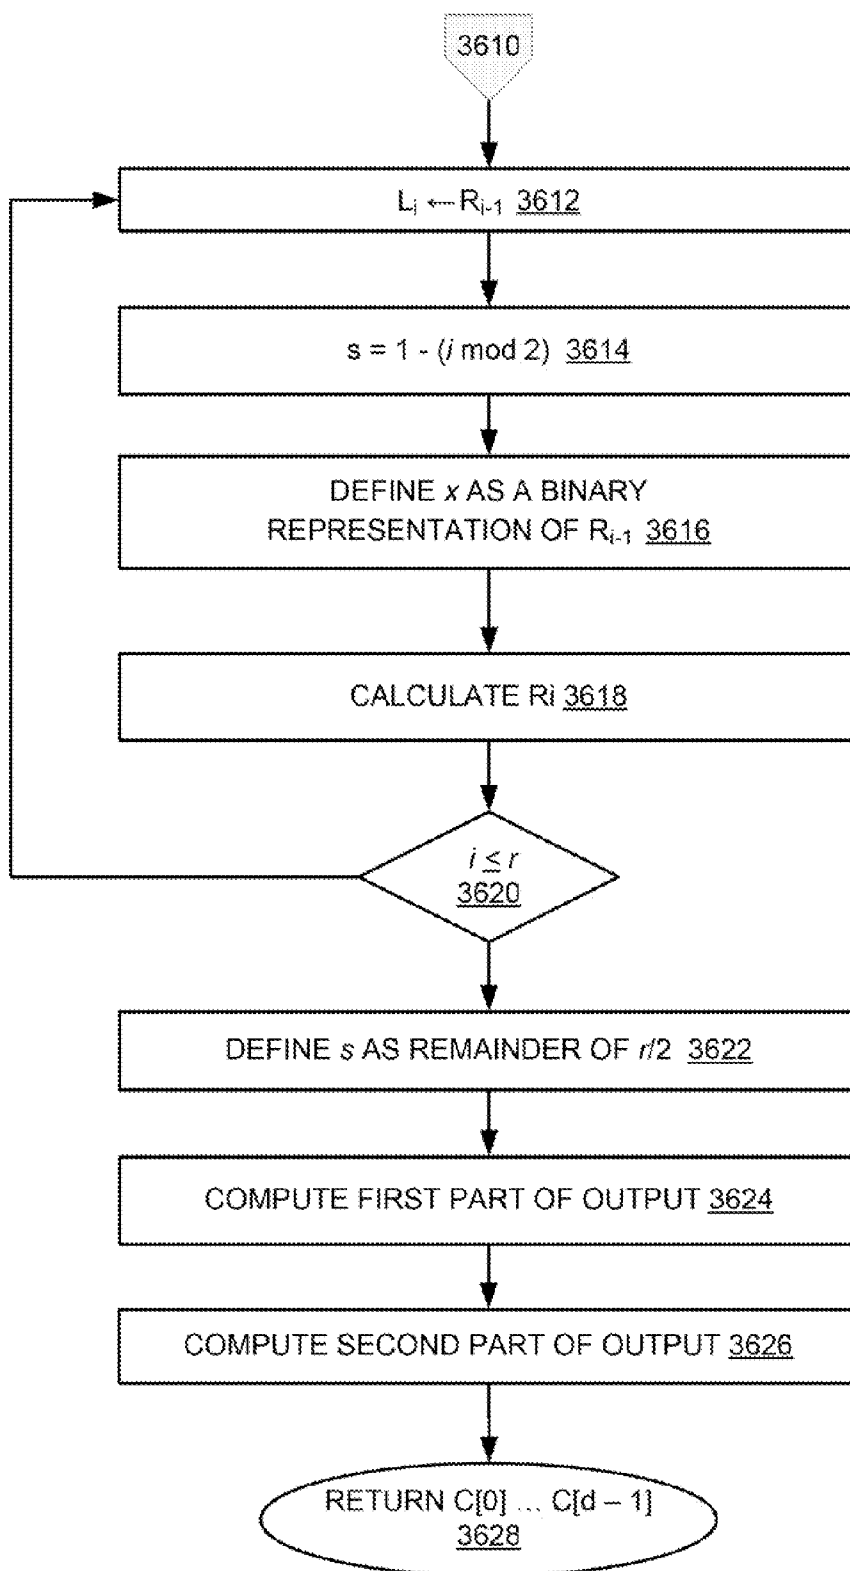 3610
Lᵢ ← Rᵢ₋₁ 3612
s = 1 - (i mod 2) 3614
DEFINE x AS A BINARY
REPRESENTATION OF Rᵢ₋₁ 3616
CALCULATE Ri 3618
i ≤ r
3620
DEFINE s AS REMAINDER OF r/2 3622
COMPUTE FIRST PART OF OUTPUT 3624
COMPUTE SECOND PART OF OUTPUT 3626
RETURN C[0] ... C[d – 1]
3628